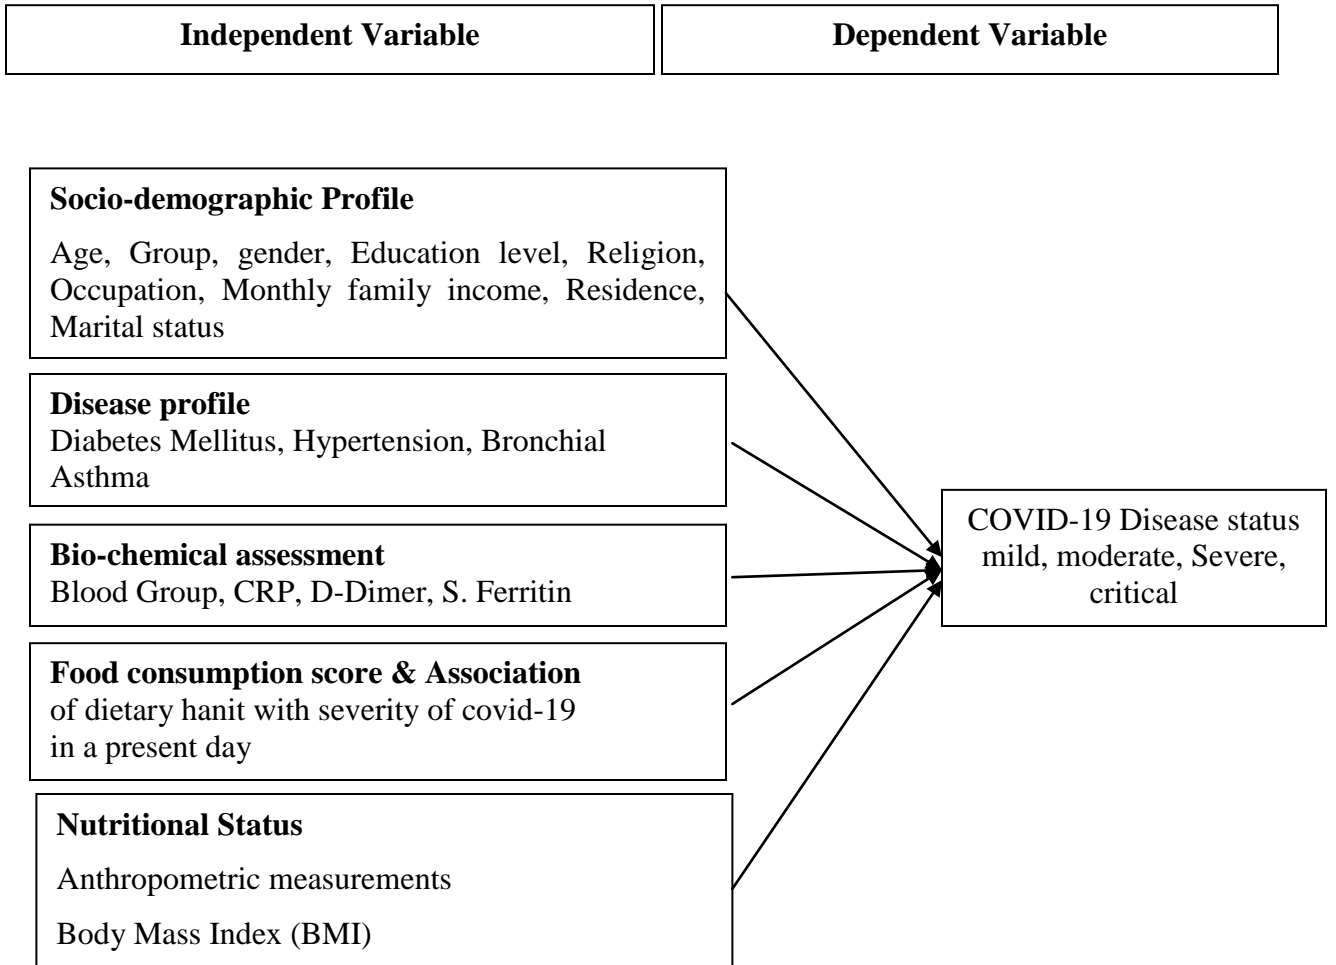 Independent Variable
Dependent Variable
Socio-demographic Profile
Age, Group, gender, Education level, Religion,
Occupation, Monthly family income, Residence,
Marital status
Disease profile
Diabetes Mellitus, Hypertension, Bronchial
Asthma
Bio-chemical assessment
Blood Group, CRP, D-Dimer, S. Ferritin
Food consumption score & Association
of dietary hanit with severity of covid-19
in a present day
Nutritional Status
Anthropometric measurements
Body Mass Index (BMI)
COVID-19 Disease status
mild, moderate, Severe,
critical